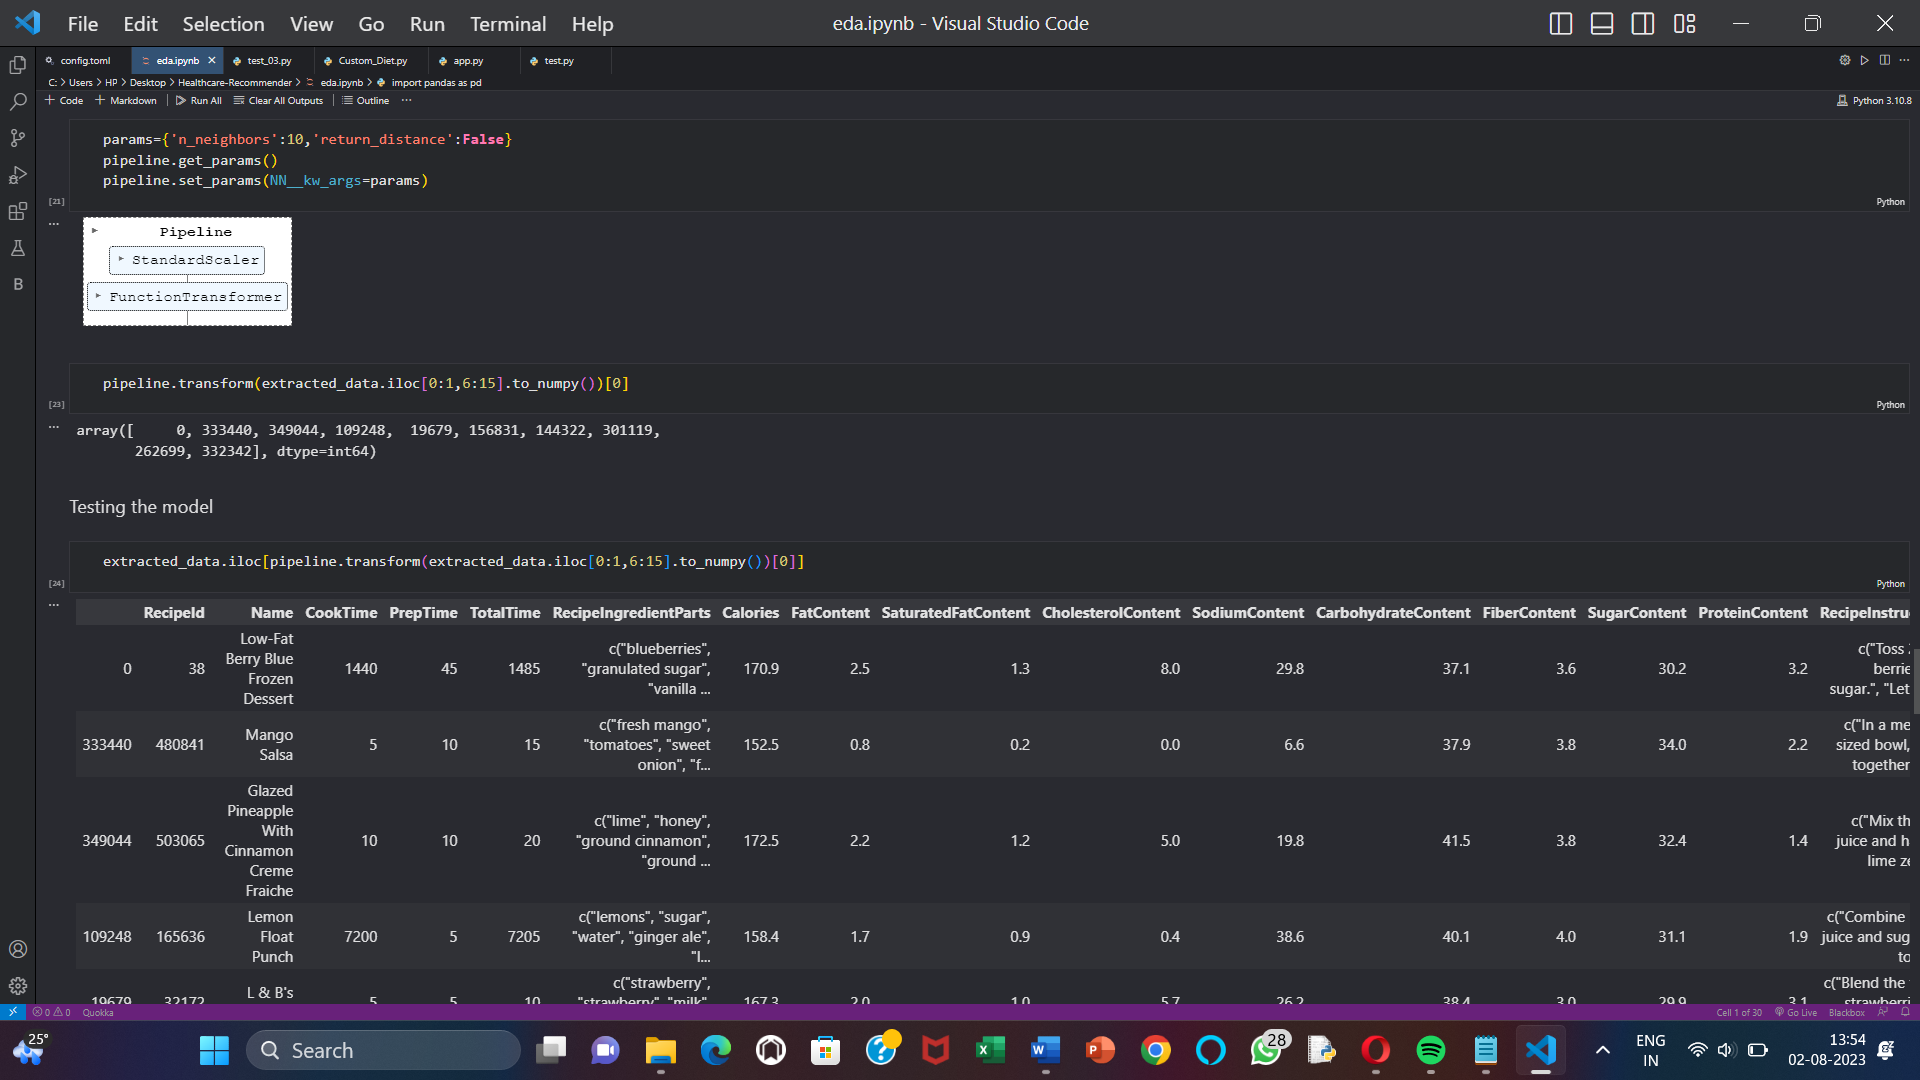 File Edit Selection View Go Run Terminal Help eda.ipynb - Visual Studio Code
config.toml eda.ipynb test_03.py Custom_Diet.py app.py test.py
C: > Users > HP > Desktop > Healthcare-Recommender > eda.ipynb > import pandas as pd
+ Code + Markdown | Run All Clear All Outputs | Outline ... Python 3.10.8
params={'n_neighbors':10,'return_distance':False}
pipeline.get_params()
pipeline.set_params(NN__kw_args=params)
[21] Python
Pipeline
StandardScaler
FunctionTransformer
pipeline.transform(extracted_data.iloc[0:1,6:15].to_numpy())[0]
[23] Python
array([     0, 333440, 349044, 109248,  19679, 156831, 144322, 301119,
262699, 332342], dtype=int64)
Testing the model
extracted_data.iloc[pipeline.transform(extracted_data.iloc[0:1,6:15].to_numpy())[0]]
[24] Python
RecipeId Name CookTime PrepTime TotalTime RecipeIngredientParts Calories FatContent SaturatedFatContent CholesterolContent SodiumContent CarbohydrateContent FiberContent SugarContent ProteinContent RecipeInstru
Low-Fat
Berry Blue
Frozen
Dessert
0 38 1440 45 1485 170.9 2.5 1.3 8.0 29.8 37.1 3.6 30.2 3.2
c("blueberries",
"granulated sugar",
"vanilla ...
c("Toss
berrie
sugar.", "Let
Mango
Salsa
333440 480841 5 10 15 152.5 0.8 0.2 0.0 6.6 37.9 3.8 34.0 2.2
c("fresh mango",
"tomatoes", "sweet
onion", "f...
c("In a me
sized bowl,
together
Glazed
Pineapple
With
Cinnamon
Creme
Fraiche
349044 503065 10 10 20 172.5 2.2 1.2 5.0 19.8 41.5 3.8 32.4 1.4
c("lime", "honey",
"ground cinnamon",
"ground ...
c("Mix th
juice and h
lime ze
Lemon
Float
Punch
109248 165636 7200 5 7205 158.4 1.7 0.9 0.4 38.6 40.1 4.0 31.1 1.9
c("lemons", "sugar",
"water", "ginger ale",
"l...
c("Combine
juice and sug
to
L & B's
19679 32172 5 5 10 167.3 2.0 1.0 5.7 26.2 38.4 3.0 29.9 3.1
c("strawberry",
"strawberry", "milk"
c("Blend the
strawberri
0 0 0 Quokka Cell 1 of 30 Go Live Blackbox
25° Search 28 ENG 13:54
IN 02-08-2023